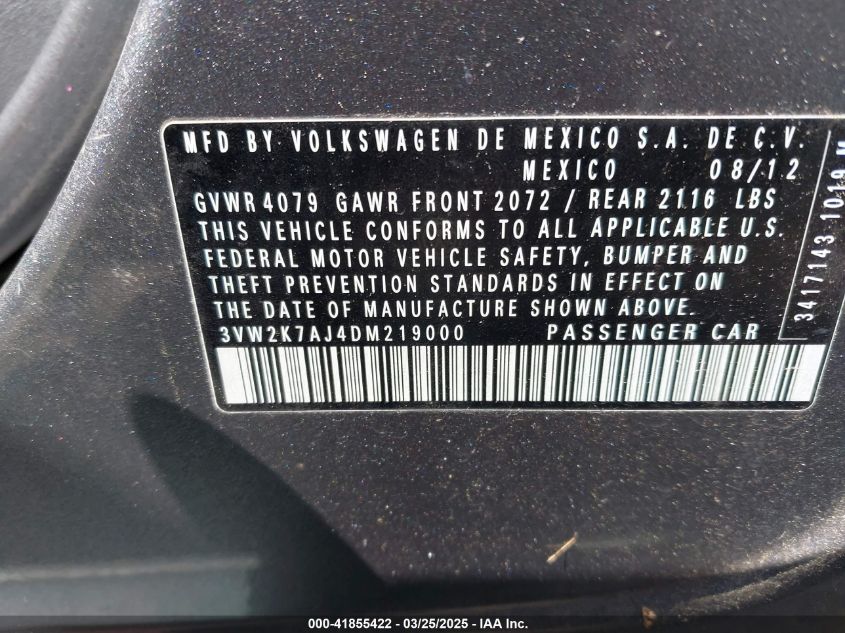 MFD BY VOLKSWAGEN DE MEXICO S.A. DE C.V.
MEXICO 08/12
GVWR 4079 GAWR FRONT 2072 / REAR 2116 LBS
THIS VEHICLE CONFORMS TO ALL APPLICABLE U.S.
FEDERAL MOTOR VEHICLE SAFETY, BUMPER AND
THEFT PREVENTION STANDARDS IN EFFECT ON
THE DATE OF MANUFACTURE SHOWN ABOVE.
3VW2K7AJ4DM219000 PASSENGER CAR
3417143 1019 M
000-41855422 - 03/25/2025 - IAA Inc.